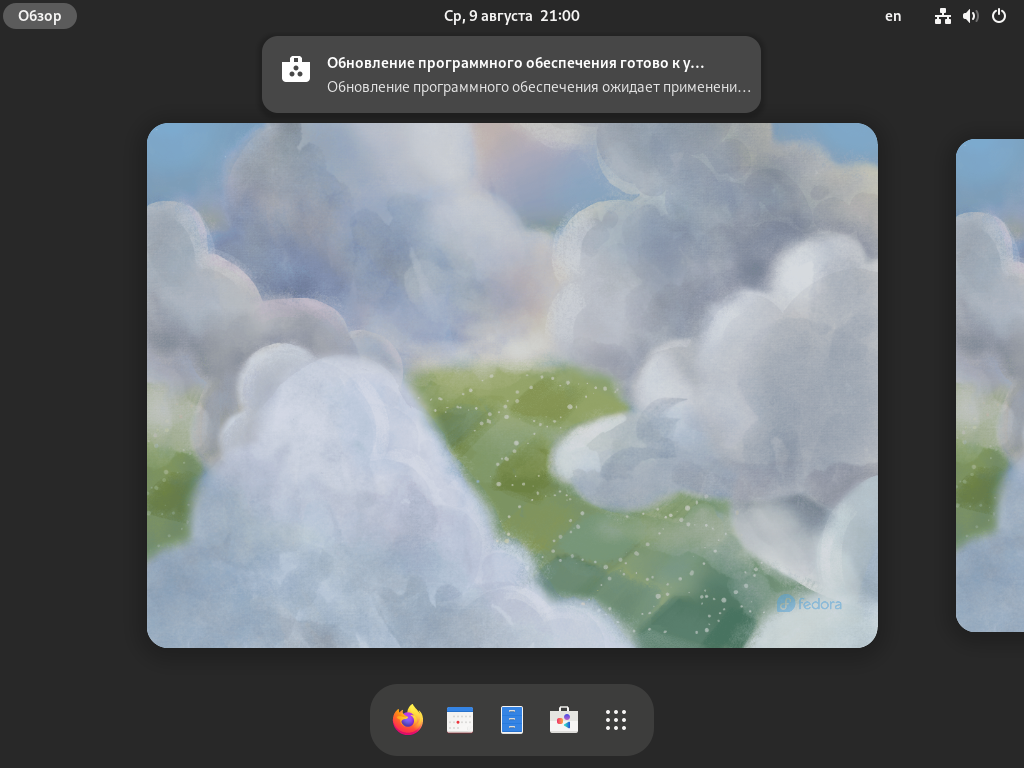 Обзор
Ср, 9 августа 21:00
en
Обновление программного обеспечения готово к у…
Обновление программного обеспечения ожидает применени…
fedora